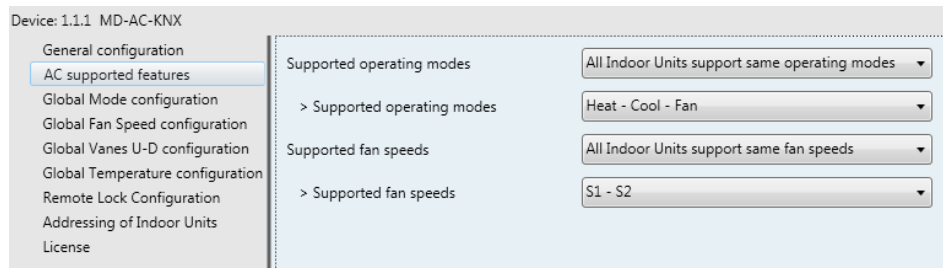 Device: 1.1.1 MD-AC-KNX
General configuration
AC supported features
Global Mode configuration
Global Fan Speed configuration
Global Vanes U-D configuration
Global Temperature configuration
Remote Lock Configuration
Addressing of Indoor Units
License
Supported operating modes
All Indoor Units support same operating modes
> Supported operating modes
Heat - Cool - Fan
Supported fan speeds
All Indoor Units support same fan speeds
> Supported fan speeds
S1 - S2